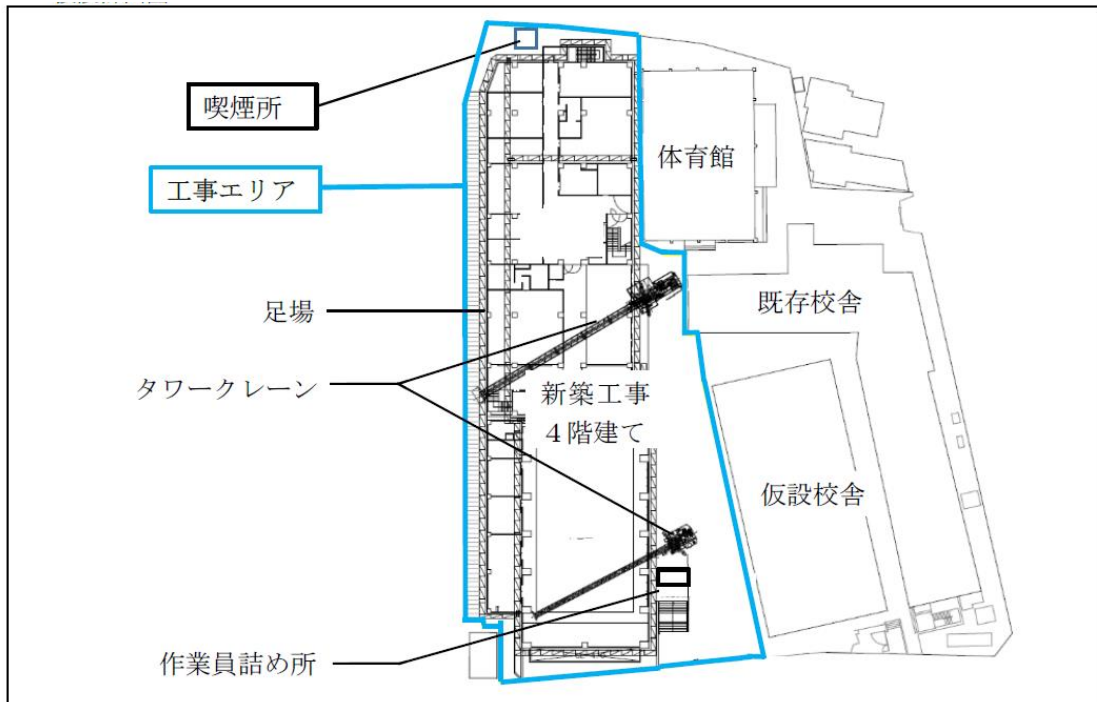 喫煙所
体育館
工事エリア
既存校舎
足場
タワークレーン
新築工事
４階建て
仮設校舎
作業員詰め所